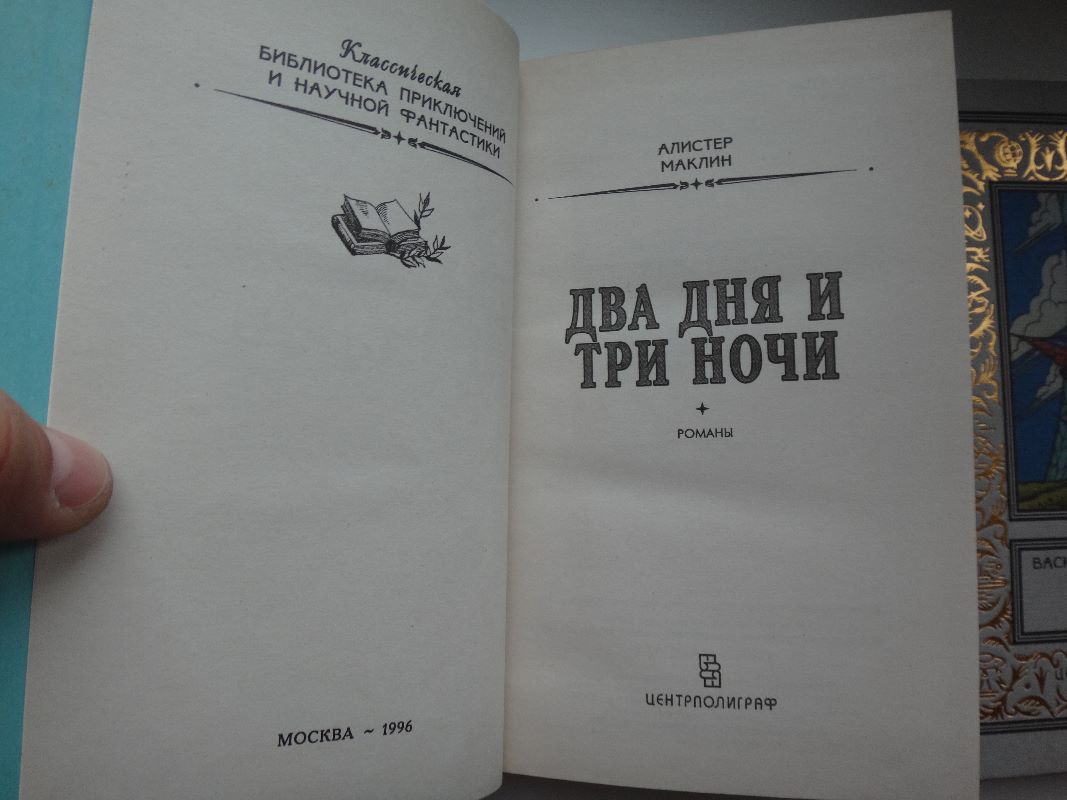 Классическая
БИБЛИОТЕКА ПРИКЛЮЧЕНИЙ
И НАУЧНОЙ ФАНТАСТИКИ
МОСКВА ~ 1996
АЛИСТЕР
МАКЛИН
ДВА ДНЯ И
ТРИ НОЧИ
РОМАНЫ
ЦЕНТРПОЛИГРАФ